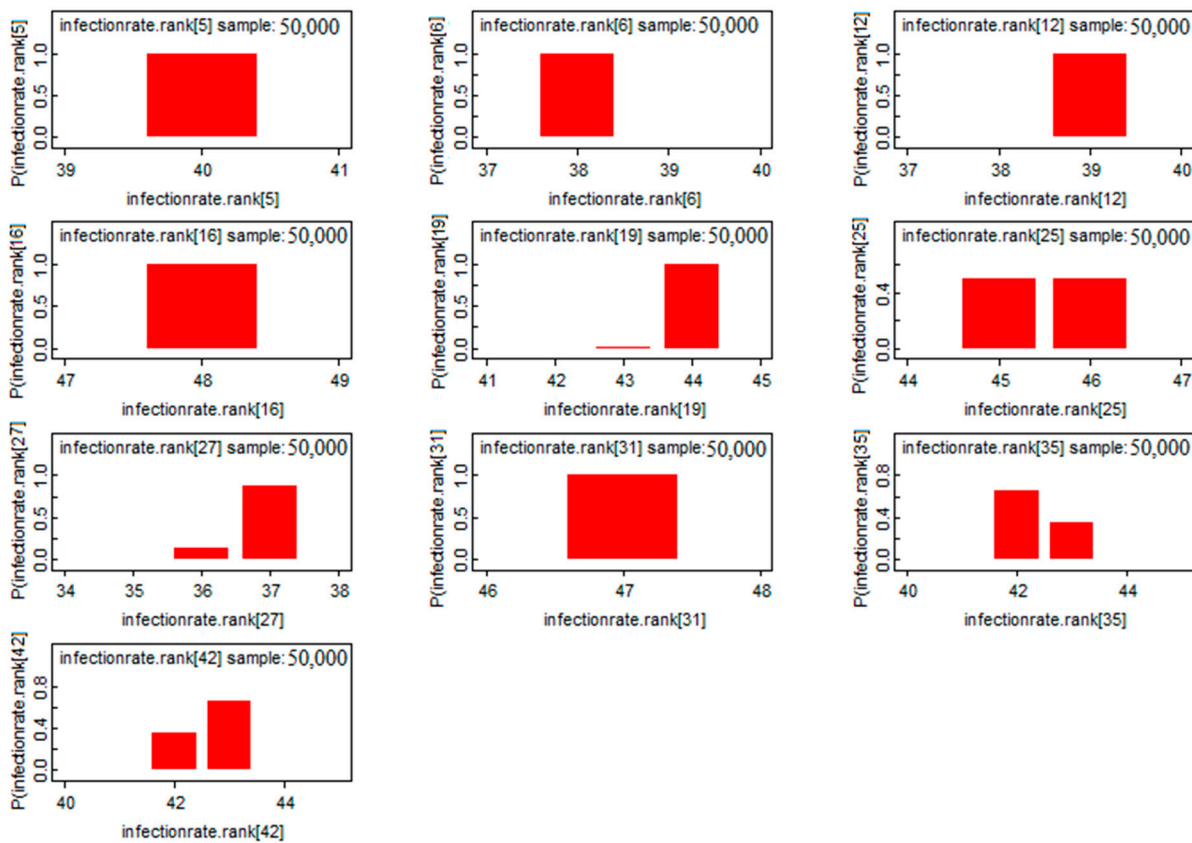 P(infectionrate.rank[5]
infectionrate.rank[5] sample: 50,000
0.0 0.5 1.0
39 40 41
infectionrate.rank[5]
P(infectionrate.rank[6]
infectionrate.rank[6] sample: 50,000
0.0 0.5 1.0
37 38 39 40
infectionrate.rank[6]
P(infectionrate.rank[12]
infectionrate.rank[12] sample: 50,000
0.0 0.5 1.0
37 38 39 40
infectionrate.rank[12]
P(infectionrate.rank[16]
infectionrate.rank[16] sample: 50,000
0.0 0.5 1.0
47 48 49
infectionrate.rank[16]
P(infectionrate.rank[19]
infectionrate.rank[19] sample: 50,000
0.0 0.5 1.0
41 42 43 44 45
infectionrate.rank[19]
P(infectionrate.rank[25]
infectionrate.rank[25] sample: 50,000
0.0 0.4
44 45 46 47
infectionrate.rank[25]
P(infectionrate.rank[27]
infectionrate.rank[27] sample: 50,000
0.0 0.5 1.0
34 35 36 37 38
infectionrate.rank[27]
P(infectionrate.rank[31]
infectionrate.rank[31] sample: 50,000
0.0 0.5 1.0
46 47 48
infectionrate.rank[31]
P(infectionrate.rank[35]
infectionrate.rank[35] sample: 50,000
0.0 0.4 0.8
40 42 44
infectionrate.rank[35]
P(infectionrate.rank[42]
infectionrate.rank[42] sample: 50,000
0.0 0.4 0.8
40 42 44
infectionrate.rank[42]